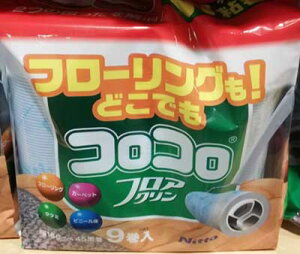 フローリングも!
どこでも
コロコロ
フロア
クリン
フローリング
カーペット
タタミ
ビニール床
9巻入
Nitto